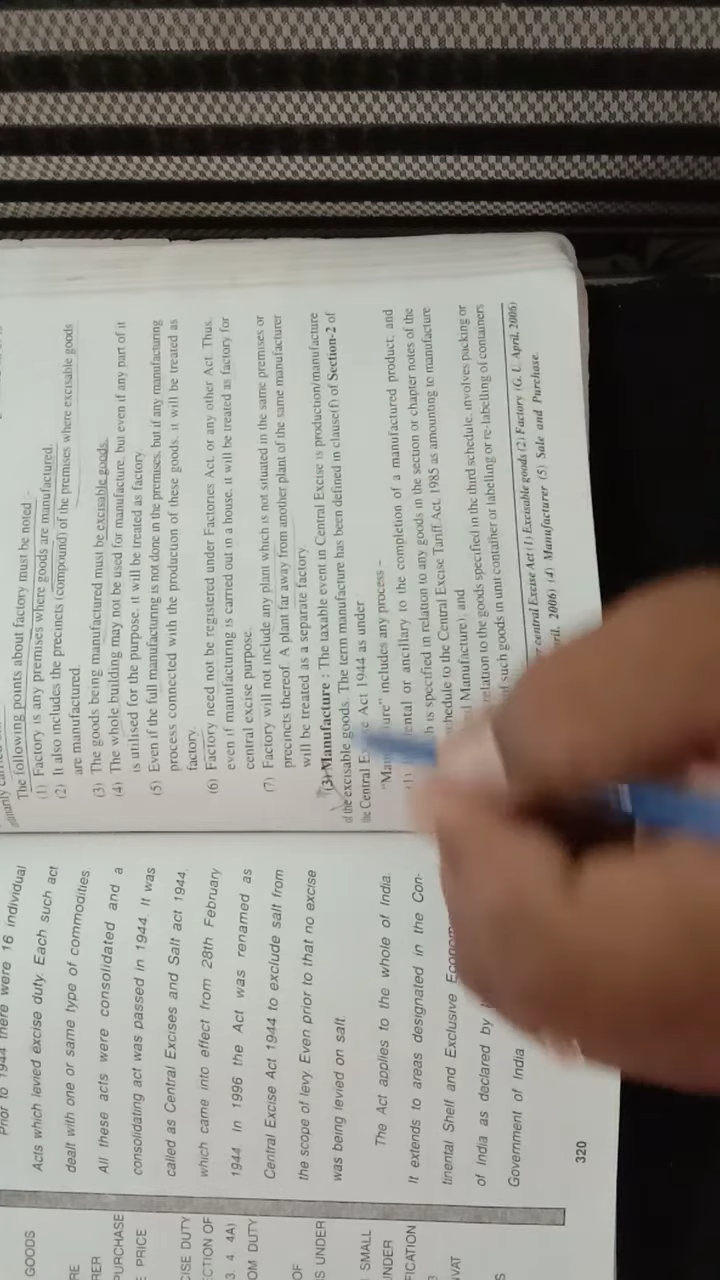 GOODS
RE
RER
PURCHASE
PRICE
CISE DUTY
CTION OF
3. 4. 4A)
OM DUTY
OF
IS UNDER
SMALL
UNDER
FICATION
3
VAT
S
Prior to 1944 there were 16 individual
Acts which levied excise duty. Each such act
dealt with one or same type of commodities
All these acts were consolidated and a
consolidating act was passed in 1944. It was
called as Central Excises and Salt act 1944.
which came into effect from 28th February
1944. In 1996 the Act was renamed as
Central Excise Act 1944 to exclude salt from
the scope of levy. Even prior to that no excise
was being levied on salt.
The Act applies to the whole of India.
It extends to areas designated in the Con-
tinental Shelf and Exclusive Econom
of India as declared by
Government of India
320
The following points about factory must be noted -
(1) Factory is any premises where goods are manufactured.
(2) It also includes the precincts (compound) of the premises where excisable goods
are manufactured.
(3) The goods being manufactured must be excisable goods.
(4) The whole building may not be used for manufacture, but even if any part of it
is utilised for the purpose, it will be treated as factory.
(5) Even if the full manufacturing is not done in the premises, but if any manufacturing
process connected with the production of these goods, it will be treated as
factory.
(6) Factory need not be registered under Factories Act, or any other Act. Thus,
even if manufacturing is carried out in a house, it will be treated as factory for
central excise purpose.
(7) Factory will not include any plant which is not situated in the same premises or
precincts thereof. A plant far away from another plant of the same manufacturer
will be treated as a separate factory.
(3) Manufacture : The taxable event in Central Excise is production/manufacture
of the excisable goods. The term manufacture has been defined in clause(f) of Section-2 of
the Central Act 1944 as under
ure" includes any process –
ental or ancillary to the completion of a manufactured product; and
h is specified in relation to any goods in the section or chapter notes of the
chedule to the Central Excise Tariff Act, 1985 as amounting to manufacture
Manufacture) and
relation to the goods specified in the third schedule, involves packing or
of such goods in unit container or labelling or re-labelling of containers
central Excise Act (1) Excisable goods (2) Factory (G. U. April, 2006)
ril, 2006) (4) Manufacturer (5) Sale and Purchase.